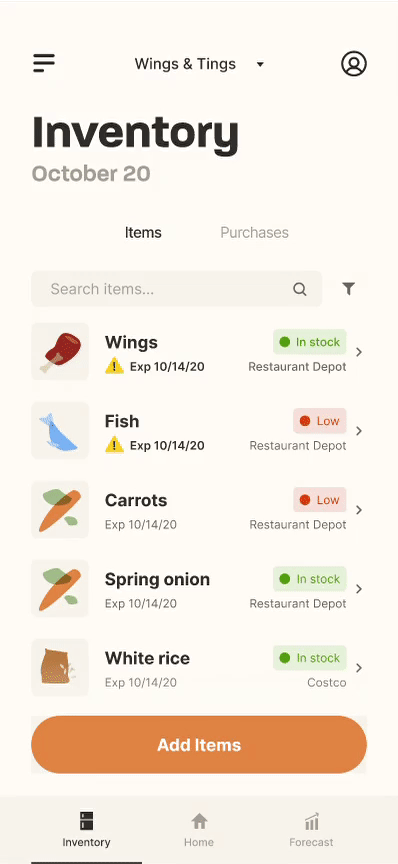 Wings & Tings
Inventory
October 20
Items Purchases
Search items...
Wings In stock
Exp 10/14/20 Restaurant Depot
Fish Low
Exp 10/14/20 Restaurant Depot
Carrots Low
Exp 10/14/20 Restaurant Depot
Spring onion In stock
Exp 10/14/20 Restaurant Depot
White rice In stock
Exp 10/14/20 Costco
Add Items
Inventory Home Forecast